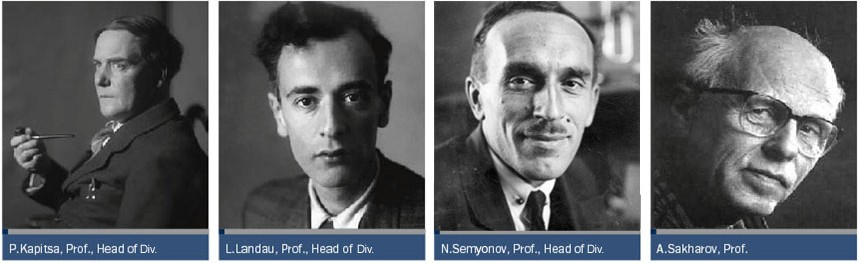 P.Kapitsa, Prof., Head of Div.
L.Landau, Prof., Head of Div.
N.Semyonov, Prof., Head of Div.
A.Sakharov, Prof.